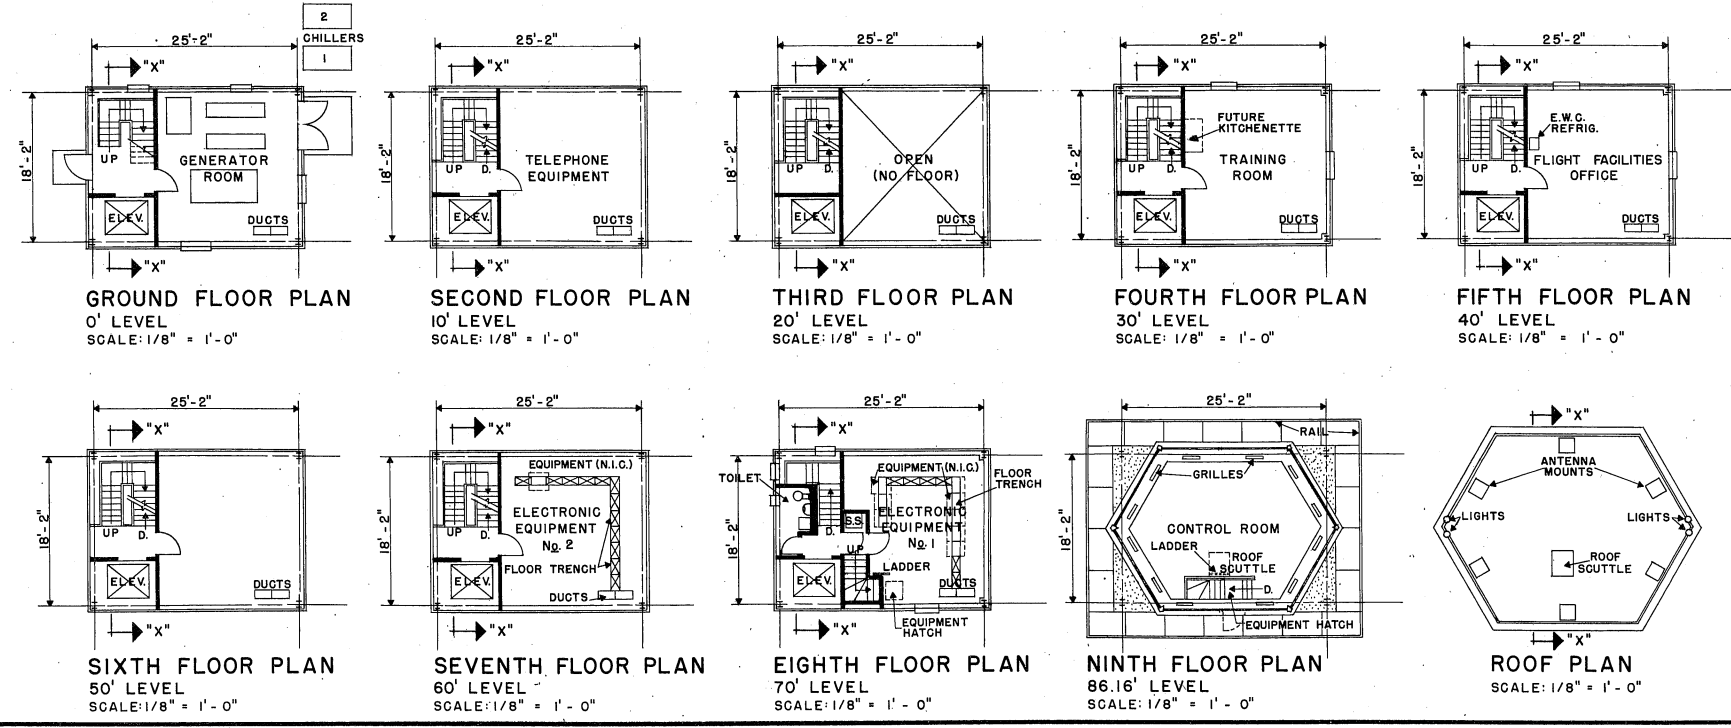 2
CHILLERS
1
25'-2"
"X"
18'-2"
UP
GENERATOR
ROOM
ELEV.
DUCTS
"X"
GROUND FLOOR PLAN
0' LEVEL
SCALE: 1/8" = 1'-0"
25'-2"
"X"
18'-2"
UP D.
TELEPHONE
EQUIPMENT
ELEV.
DUCTS
"X"
SECOND FLOOR PLAN
10' LEVEL
SCALE: 1/8" = 1'-0"
25'-2"
"X"
18'-2"
UP D.
OPEN
(NO FLOOR)
ELEV.
DUCTS
"X"
THIRD FLOOR PLAN
20' LEVEL
SCALE: 1/8" = 1'-0"
25'-2"
"X"
18'-2"
FUTURE
KITCHENETTE
UP D.
TRAINING
ROOM
ELEV.
DUCTS
"X"
FOURTH FLOOR PLAN
30' LEVEL
SCALE: 1/8" = 1'-0"
25'-2"
"X"
18'-2"
E.W.C.
REFRIG.
UP D.
FLIGHT FACILITIES
OFFICE
ELEV.
DUCTS
"X"
FIFTH FLOOR PLAN
40' LEVEL
SCALE: 1/8" = 1'-0"
25'-2"
"X"
18'-2"
UP D.
ELEV.
DUCTS
"X"
SIXTH FLOOR PLAN
50' LEVEL
SCALE: 1/8" = 1'-0"
25'-2"
"X"
18'-2"
EQUIPMENT (N.I.C.)
UP D.
ELECTRONIC
EQUIPMENT
No. 2
FLOOR TRENCH
ELEV.
DUCTS
"X"
SEVENTH FLOOR PLAN
60' LEVEL
SCALE: 1/8" = 1'-0"
25'-2"
"X"
18'-2"
TOILET
EQUIPMENT (N.I.C.)
FLOOR
TRENCH
S.S.
D.
UP
ELECTRONIC
EQUIPMENT
No. 1
LADDER
ELEV.
DUCTS
EQUIPMENT
HATCH
"X"
EIGHTH FLOOR PLAN
70' LEVEL
SCALE: 1/8" = 1'-0"
25'-2"
RAIL
18'-2"
GRILLES
CONTROL ROOM
LADDER
ROOF
SCUTTLE
D.
EQUIPMENT HATCH
NINTH FLOOR PLAN
86.16' LEVEL
SCALE: 1/8" = 1'-0"
"X"
ANTENNA
MOUNTS
LIGHTS
LIGHTS
ROOF
SCUTTLE
"X"
ROOF PLAN
SCALE: 1/8" = 1'-0"